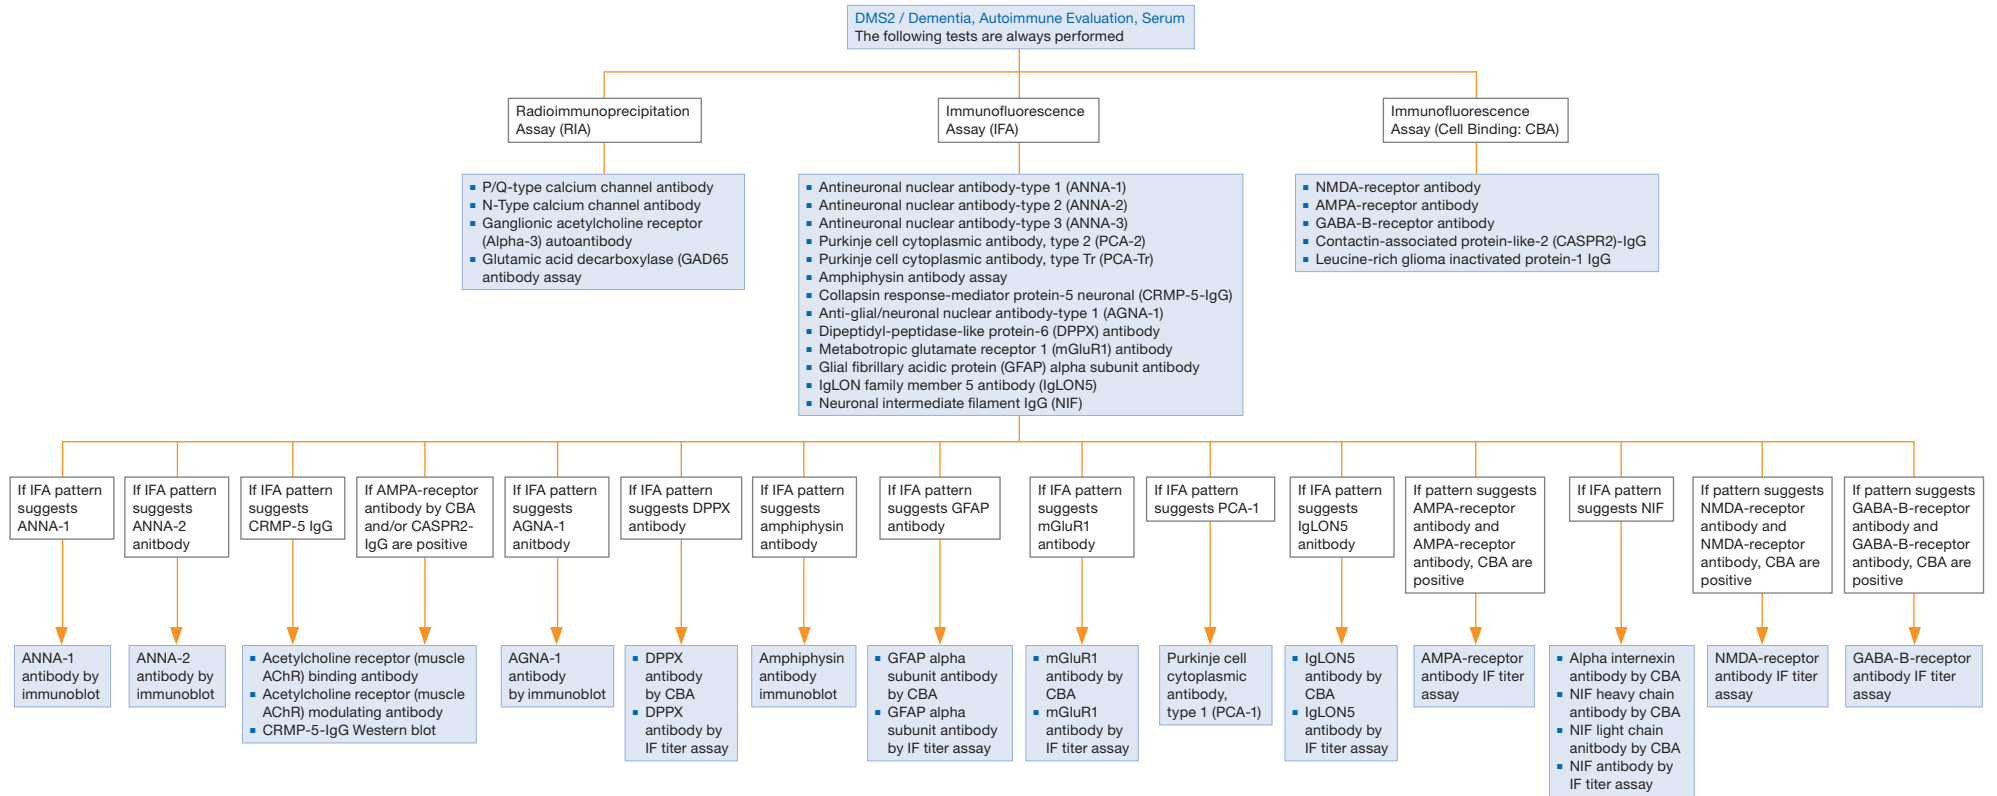 DMS2 / Dementia, Autoimmune Evaluation, Serum
The following tests are always performed
Radioimmunoprecipitation
Assay (RIA)
Immunofluorescence
Assay (IFA)
Immunofluorescence
Assay (Cell Binding: CBA)
▪ P/Q-type calcium channel antibody
▪ N-Type calcium channel antibody
▪ Ganglionic acetylcholine receptor
(Alpha-3) autoantibody
▪ Glutamic acid decarboxylase (GAD65
antibody assay
▪ Antineuronal nuclear antibody-type 1 (ANNA-1)
▪ Antineuronal nuclear antibody-type 2 (ANNA-2)
▪ Antineuronal nuclear antibody-type 3 (ANNA-3)
▪ Purkinje cell cytoplasmic antibody, type 2 (PCA-2)
▪ Purkinje cell cytoplasmic antibody, type Tr (PCA-Tr)
▪ Amphiphysin antibody assay
▪ Collapsin response-mediator protein-5 neuronal (CRMP-5-IgG)
▪ Anti-glial/neuronal nuclear antibody-type 1 (AGNA-1)
▪ Dipeptidyl-peptidase-like protein-6 (DPPX) antibody
▪ Metabotropic glutamate receptor 1 (mGluR1) antibody
▪ Glial fibrillary acidic protein (GFAP) alpha subunit antibody
▪ IgLON family member 5 antibody (IgLON5)
▪ Neuronal intermediate filament IgG (NIF)
▪ NMDA-receptor antibody
▪ AMPA-receptor antibody
▪ GABA-B-receptor antibody
▪ Contactin-associated protein-like-2 (CASPR2)-IgG
▪ Leucine-rich glioma inactivated protein-1 IgG
If IFA pattern
suggests
ANNA-1
If IFA pattern
suggests
ANNA-2
anitbody
If IFA pattern
suggests
CRMP-5 IgG
If AMPA-receptor
antibody by CBA
and/or CASPR2-
IgG are positive
If IFA pattern
suggests
AGNA-1
anitbody
If IFA pattern
suggests DPPX
antibody
If IFA pattern
suggests
amphiphysin
antibody
If IFA pattern
suggests GFAP
antibody
If IFA pattern
suggests
mGluR1
antibody
If IFA pattern
suggests PCA-1
If IFA pattern
suggests
IgLON5
anitbody
If pattern suggests
AMPA-receptor
antibody and
AMPA-receptor
antibody, CBA are
positive
If IFA pattern
suggests NIF
If pattern suggests
NMDA-receptor
antibody and
NMDA-receptor
antibody, CBA are
positive
If pattern suggests
GABA-B-receptor
antibody and
GABA-B-receptor
antibody, CBA are
positive
ANNA-1
antibody by
immunoblot
ANNA-2
antibody by
immunoblot
▪ Acetylcholine receptor (muscle
AChR) binding antibody
▪ Acetylcholine receptor (muscle
AChR) modulating antibody
▪ CRMP-5-IgG Western blot
AGNA-1
antibody
by immunoblot
▪ DPPX
antibody
by CBA
▪ DPPX
antibody by
IF titer assay
Amphiphysin
antibody
immunoblot
▪ GFAP alpha
subunit antibody
by CBA
▪ GFAP alpha
subunit antibody
by IF titer assay
▪ mGluR1
antibody by
CBA
▪ mGluR1
antibody by
IF titer assay
Purkinje cell
cytoplasmic
antibody,
type 1 (PCA-1)
▪ IgLON5
antibody by
CBA
▪ IgLON5
antibody by
IF titer assay
AMPA-receptor
antibody IF titer
assay
▪ Alpha internexin
antibody by CBA
▪ NIF heavy chain
antibody by CBA
▪ NIF light chain
anitbody by CBA
▪ NIF antibody by
IF titer assay
NMDA-receptor
antibody IF titer
assay
GABA-B-receptor
antibody IF titer
assay